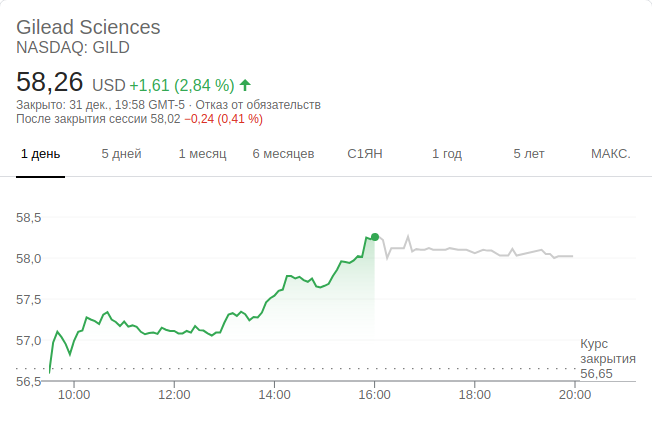 Gilead Sciences
NASDAQ: GILD
58,26 USD +1,61 (2,84 %)
Закрыто: 31 дек., 19:58 GMT-5 · Отказ от обязательств
После закрытия сессии 58,02 −0,24 (0,41 %)
1 день 5 дней 1 месяц 6 месяцев С1ЯН 1 год 5 лет МАКС.
58,5
58,0
57,5
57,0
56,5
Курс
закрытия
56,65
10:00 12:00 14:00 16:00 18:00 20:00